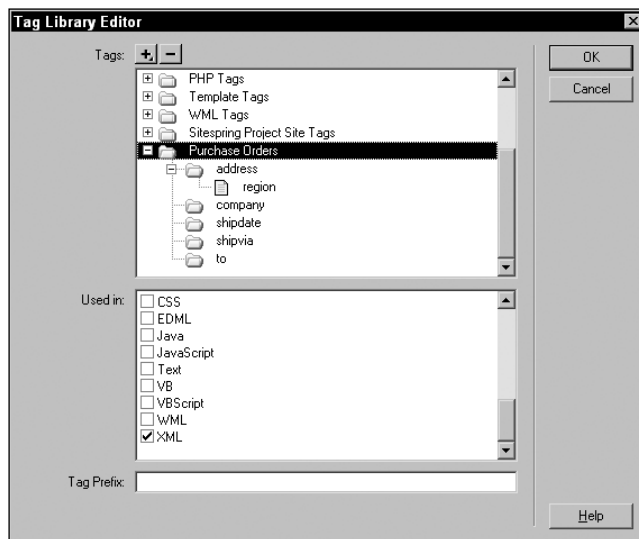 Tag Library Editor
Tags:
PHP Tags
Template Tags
WML Tags
Sitespring Project Site Tags
Purchase Orders
address
region
company
shipdate
shipvia
to
OK
Cancel
Used in:
CSS
EDML
Java
JavaScript
Text
VB
VBScript
WML
XML
Tag Prefix:
Help